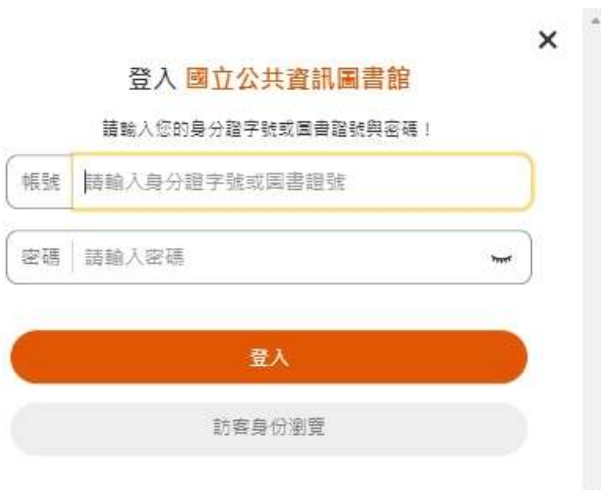 登入 國立公共資訊圖書館
請輸入您的身分證字號或圖書證號與密碼！
帳號 請輸入身分證字號或圖書證號
密碼 請輸入密碼
登入
訪客身份瀏覽